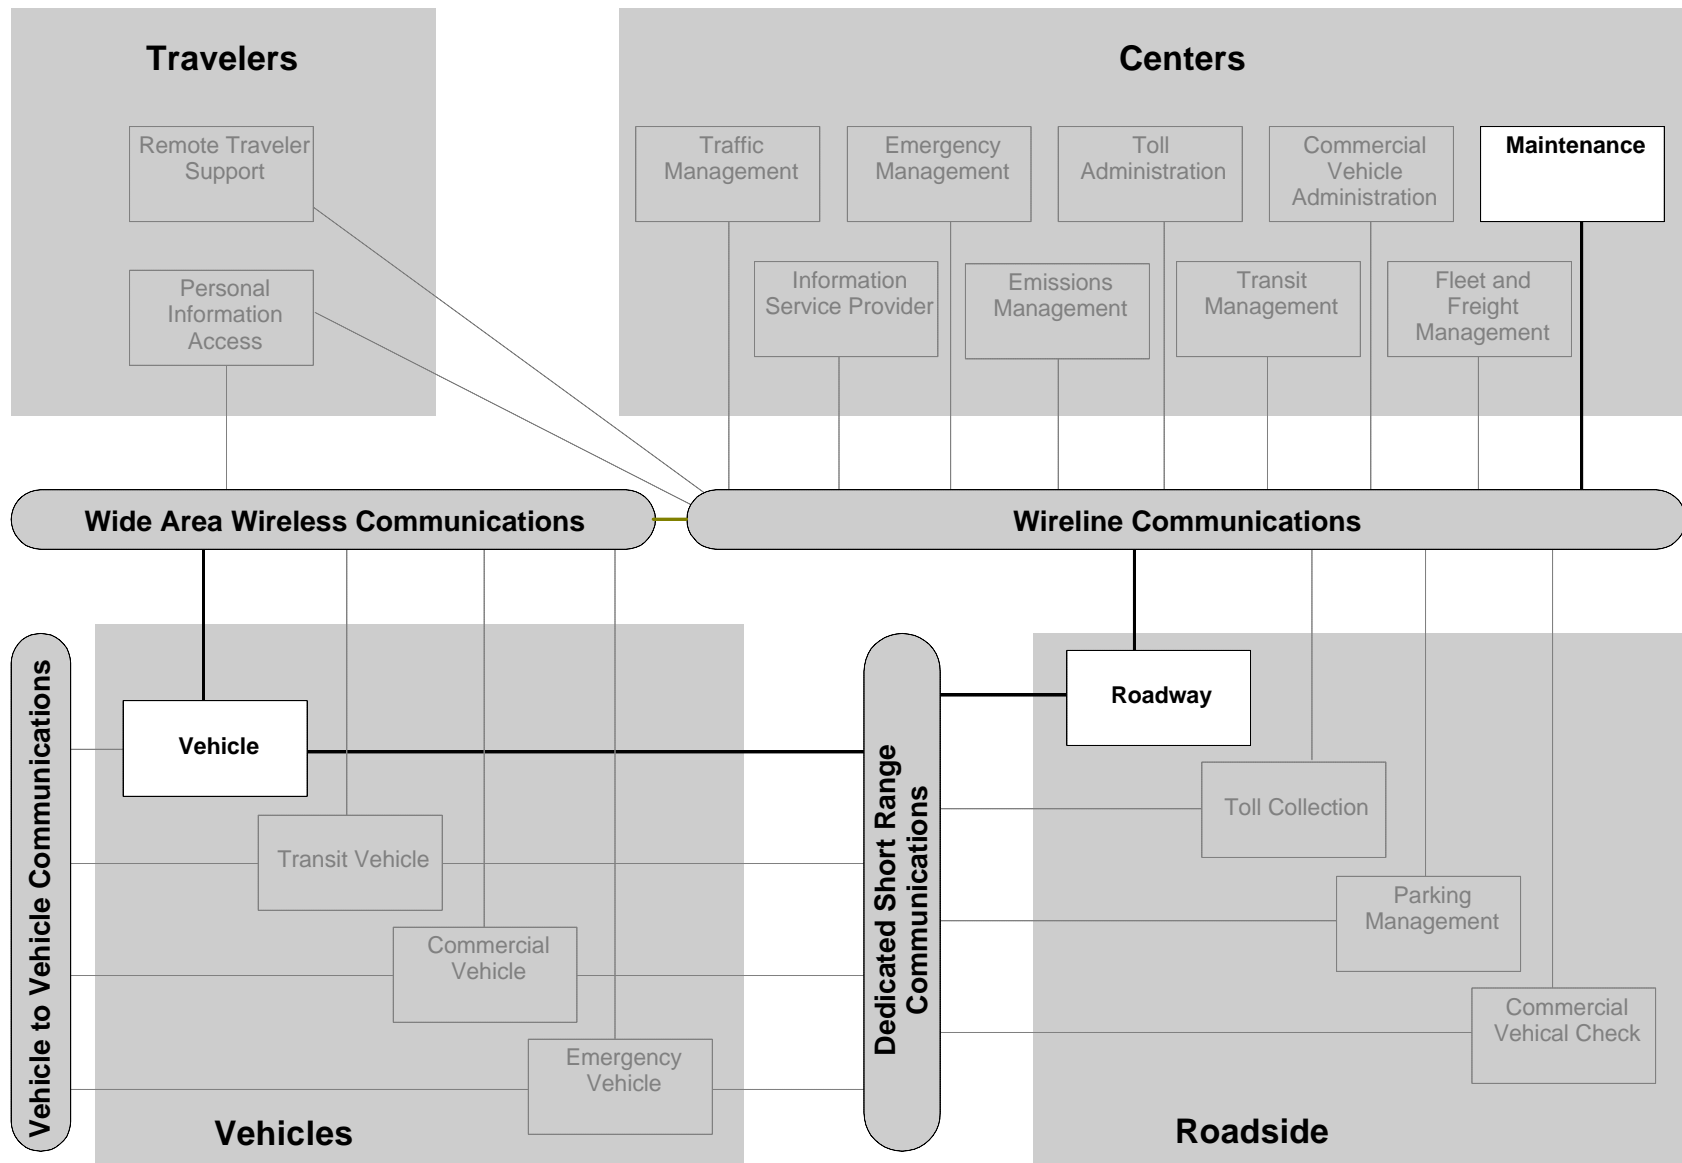 Travelers
Centers
Remote Traveler
Support
Personal
Information
Access
Traffic
Management
Emergency
Management
Toll
Administration
Commercial
Vehicle
Administration
Maintenance
Information
Service Provider
Emissions
Management
Transit
Management
Fleet and
Freight
Management
Wide Area Wireless Communications
Wireline Communications
Vehicle to Vehicle Communications
Vehicle
Transit Vehicle
Commercial
Vehicle
Emergency
Vehicle
Vehicles
Dedicated Short Range
Communications
Roadway
Toll Collection
Parking
Management
Commercial
Vehical Check
Roadside